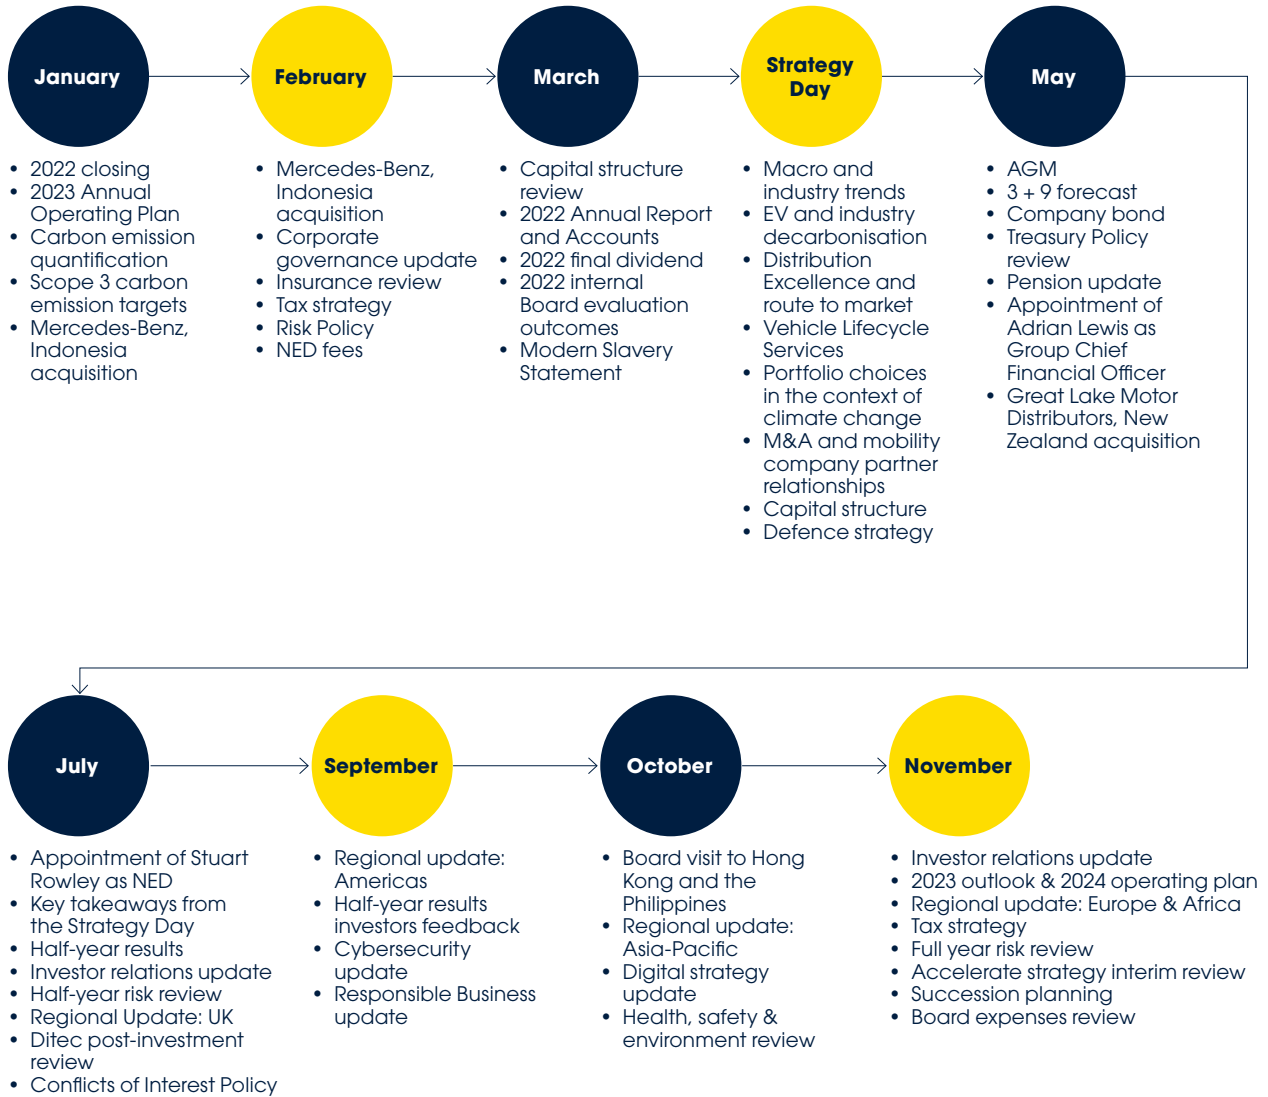 January
• 2022 closing
• 2023 Annual
Operating Plan
• Carbon emission
quantification
• Scope 3 carbon
emission targets
• Mercedes-Benz,
Indonesia
acquisition
February
• Mercedes-Benz,
Indonesia
acquisition
• Corporate
governance update
• Insurance review
• Tax strategy
• Risk Policy
• NED fees
March
• Capital structure
review
• 2022 Annual Report
and Accounts
• 2022 final dividend
• 2022 internal
Board evaluation
outcomes
• Modern Slavery
Statement
Strategy
Day
• Macro and
industry trends
• EV and industry
decarbonisation
• Distribution
Excellence and
route to market
• Vehicle Lifecycle
Services
• Portfolio choices
in the context of
climate change
• M&A and mobility
company partner
relationships
• Capital structure
• Defence strategy
May
• AGM
• 3 + 9 forecast
• Company bond
• Treasury Policy
review
• Pension update
• Appointment of
Adrian Lewis as
Group Chief
Financial Officer
• Great Lake Motor
Distributors, New
Zealand acquisition
July
• Appointment of Stuart
Rowley as NED
• Key takeaways from
the Strategy Day
• Half-year results
• Investor relations update
• Half-year risk review
• Regional Update: UK
• Ditec post-investment
review
• Conflicts of Interest Policy
September
• Regional update:
Americas
• Half-year results
investors feedback
• Cybersecurity
update
• Responsible Business
update
October
• Board visit to Hong
Kong and the
Philippines
• Regional update:
Asia-Pacific
• Digital strategy
update
• Health, safety &
environment review
November
• Investor relations update
• 2023 outlook & 2024 operating plan
• Regional update: Europe & Africa
• Tax strategy
• Full year risk review
• Accelerate strategy interim review
• Succession planning
• Board expenses review